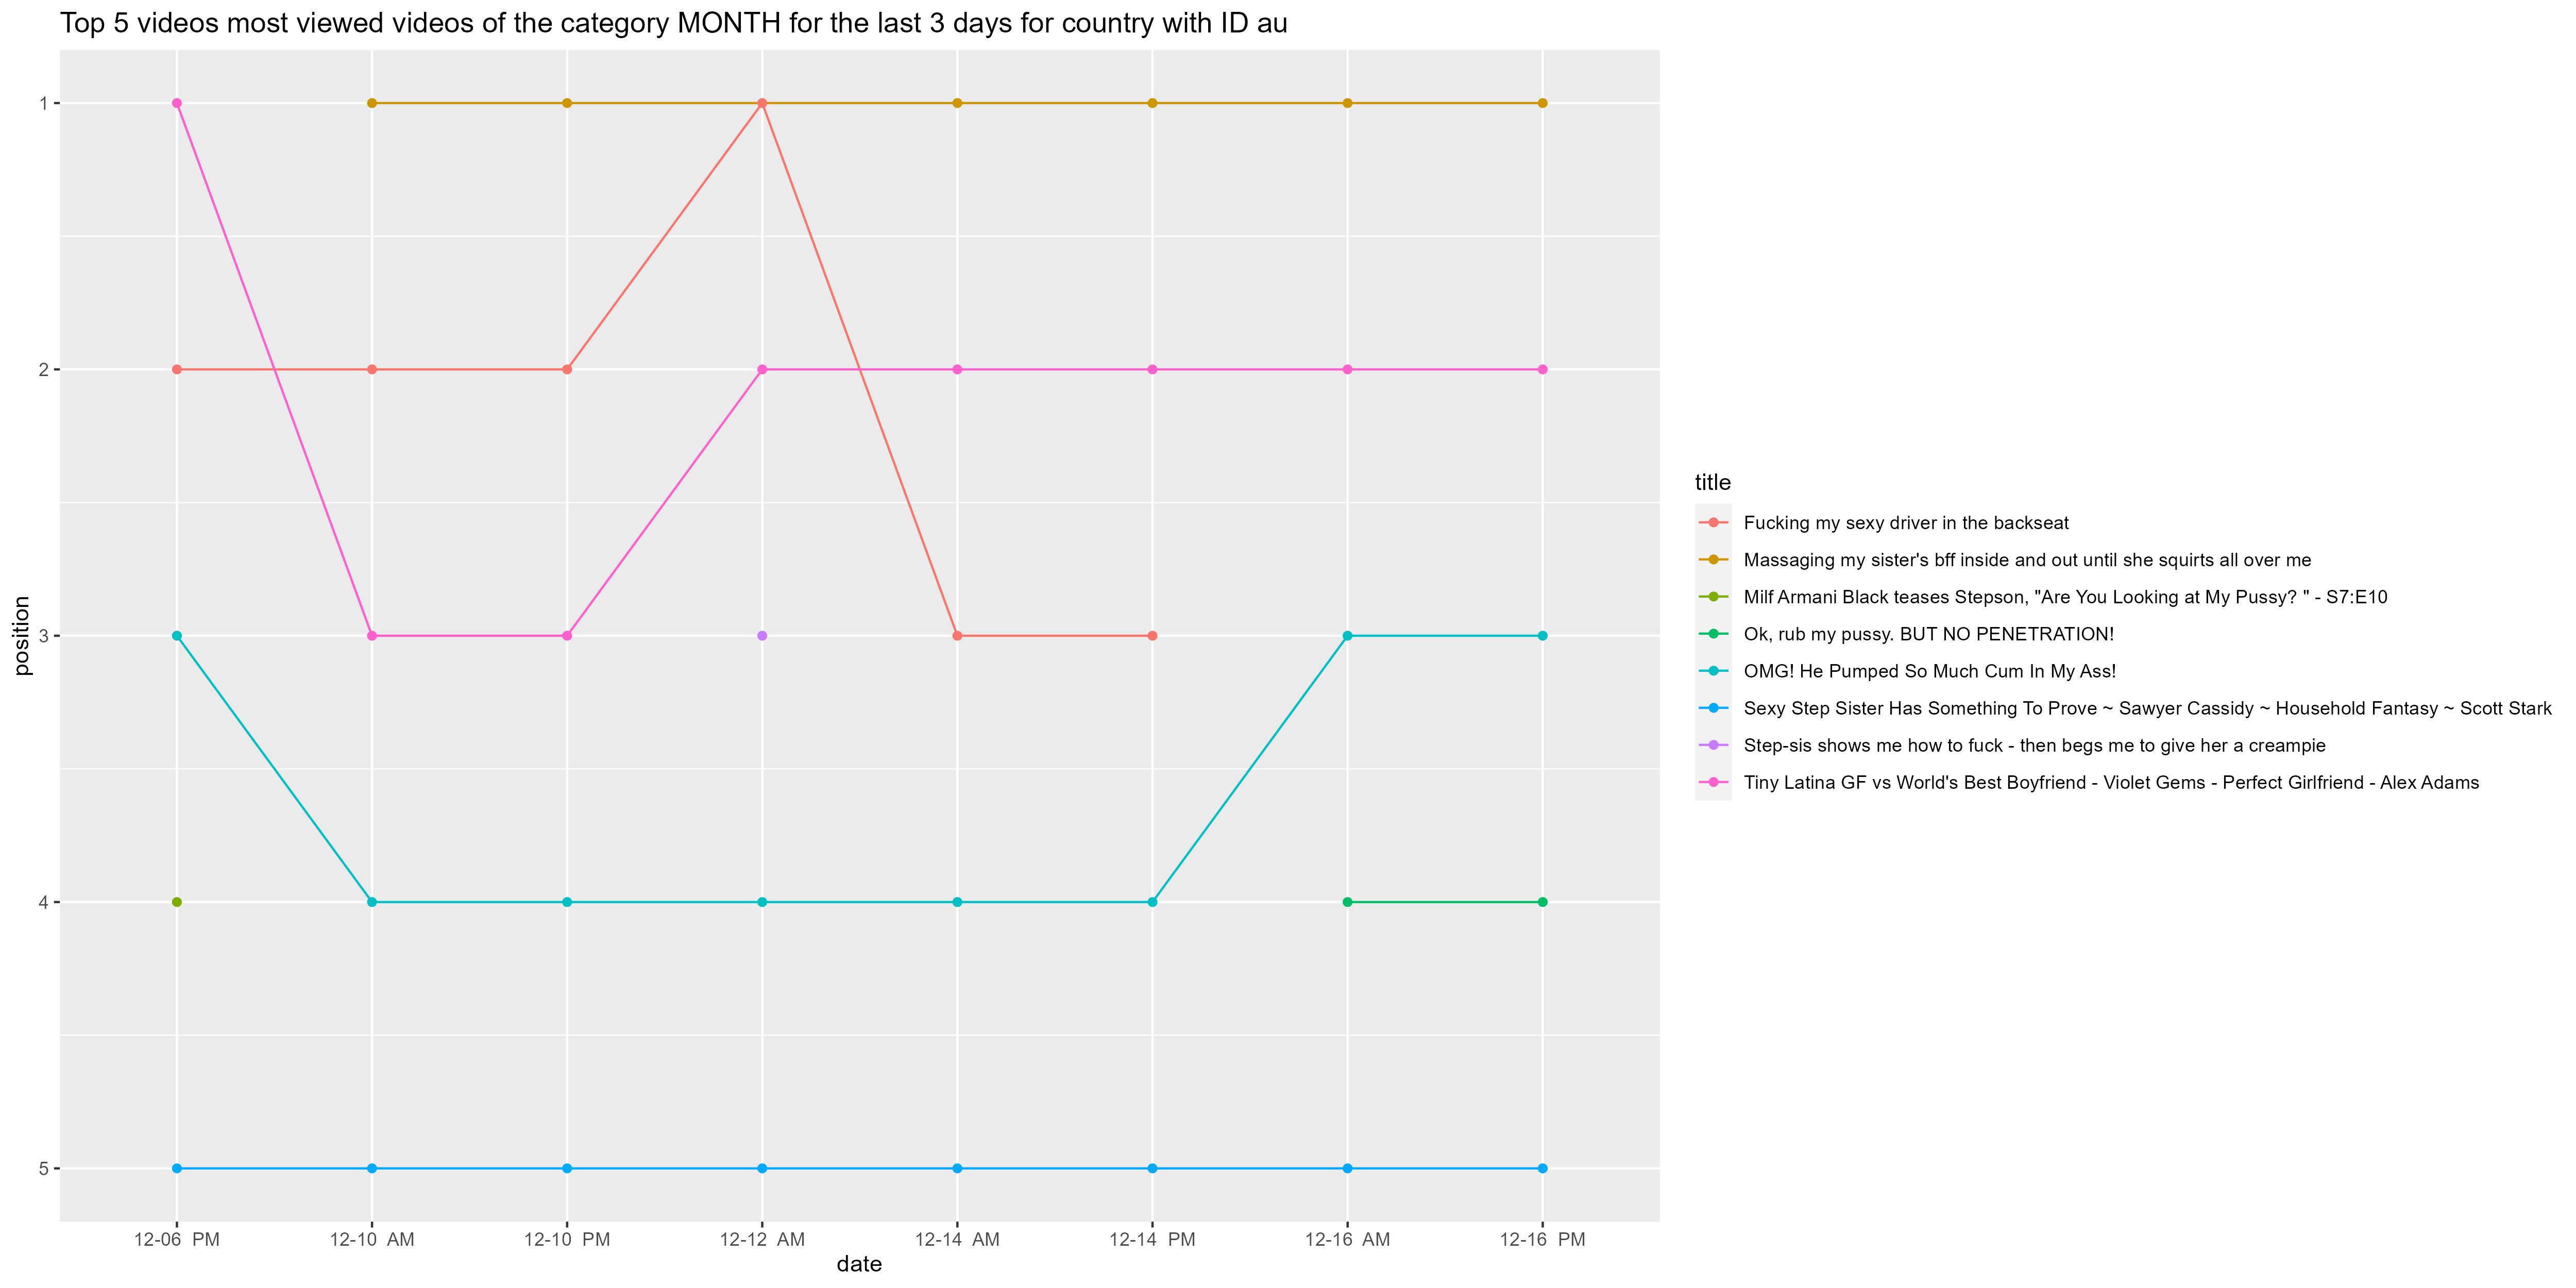 Top 5 videos most viewed videos of the category MONTH for the last 3 days for country with ID au
1
2
3
4
5
position
12-06 PM
12-10 AM
12-10 PM
12-12 AM
12-14 AM
12-14 PM
12-16 AM
12-16 PM
date
title
Fucking my sexy driver in the backseat
Massaging my sister's bff inside and out until she squirts all over me
Milf Armani Black teases Stepson, "Are You Looking at My Pussy? " - S7:E10
Ok, rub my pussy. BUT NO PENETRATION!
OMG! He Pumped So Much Cum In My Ass!
Sexy Step Sister Has Something To Prove ~ Sawyer Cassidy ~ Household Fantasy ~ Scott Stark
Step-sis shows me how to fuck - then begs me to give her a creampie
Tiny Latina GF vs World's Best Boyfriend - Violet Gems - Perfect Girlfriend - Alex Adams